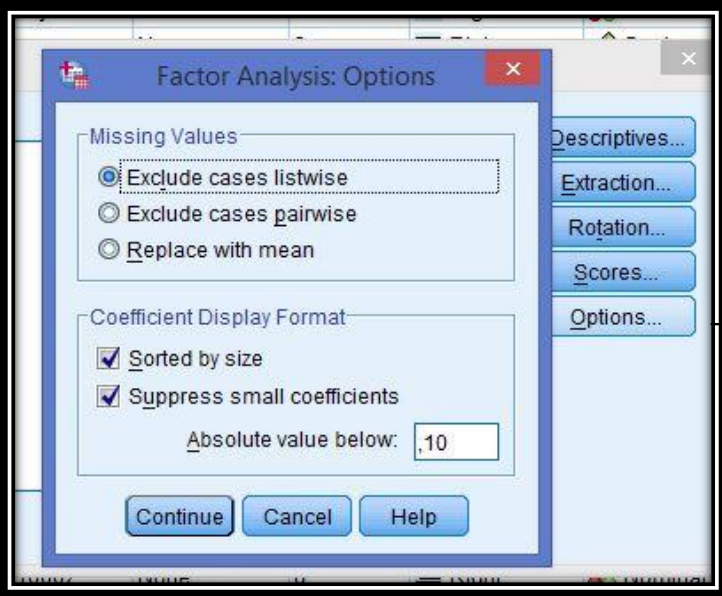 Factor Analysis: Options
Missing Values
Exclude cases listwise
Exclude cases pairwise
Replace with mean
Coefficient Display Format
Sorted by size
Suppress small coefficients
Absolute value below: ,10
Continue Cancel Help
Descriptives...
Extraction...
Rotation...
Scores...
Options...